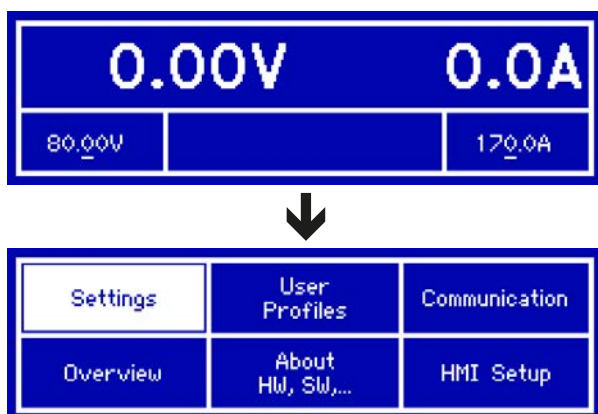 0.00V 0.0A
80.00V 170.0A
Settings User Profiles Communication
Overview About HW, SW,... HMI Setup